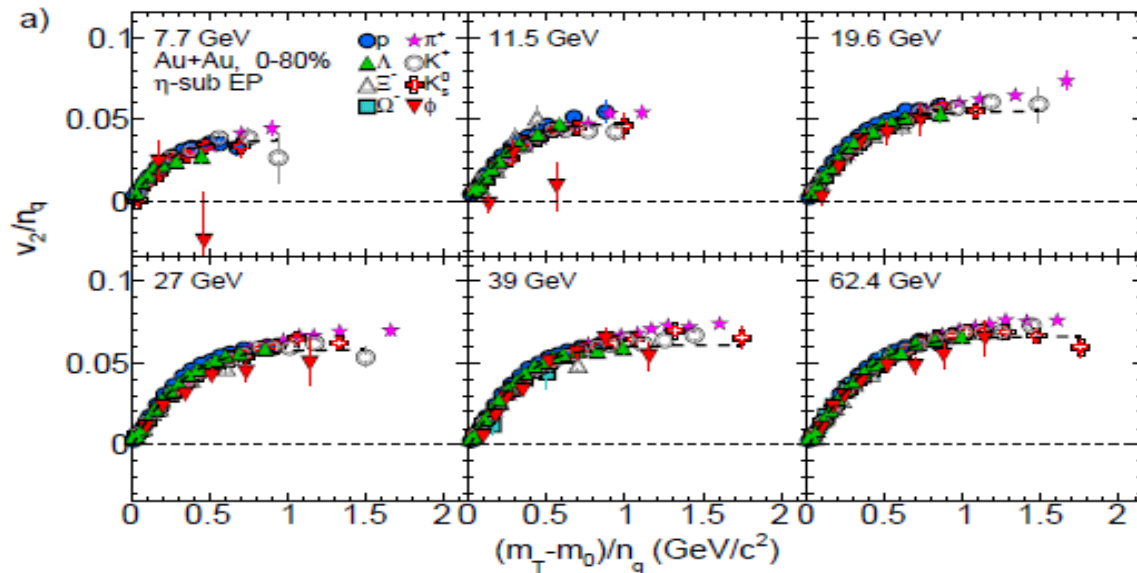 a)
0.1
7.7 GeV
Au+Au, 0-80%
η-sub EP
p π⁺
Λ K⁺
Ξ⁻ K⁰ₛ
Ω⁻ ϕ
11.5 GeV
19.6 GeV
0.05
0
v₂/n_q
0.1
27 GeV
39 GeV
62.4 GeV
0.05
0
0 0.5 1 1.5 2 0 0.5 1 1.5 2 0 0.5 1 1.5 2
(m_T-m₀)/n_q (GeV/c²)